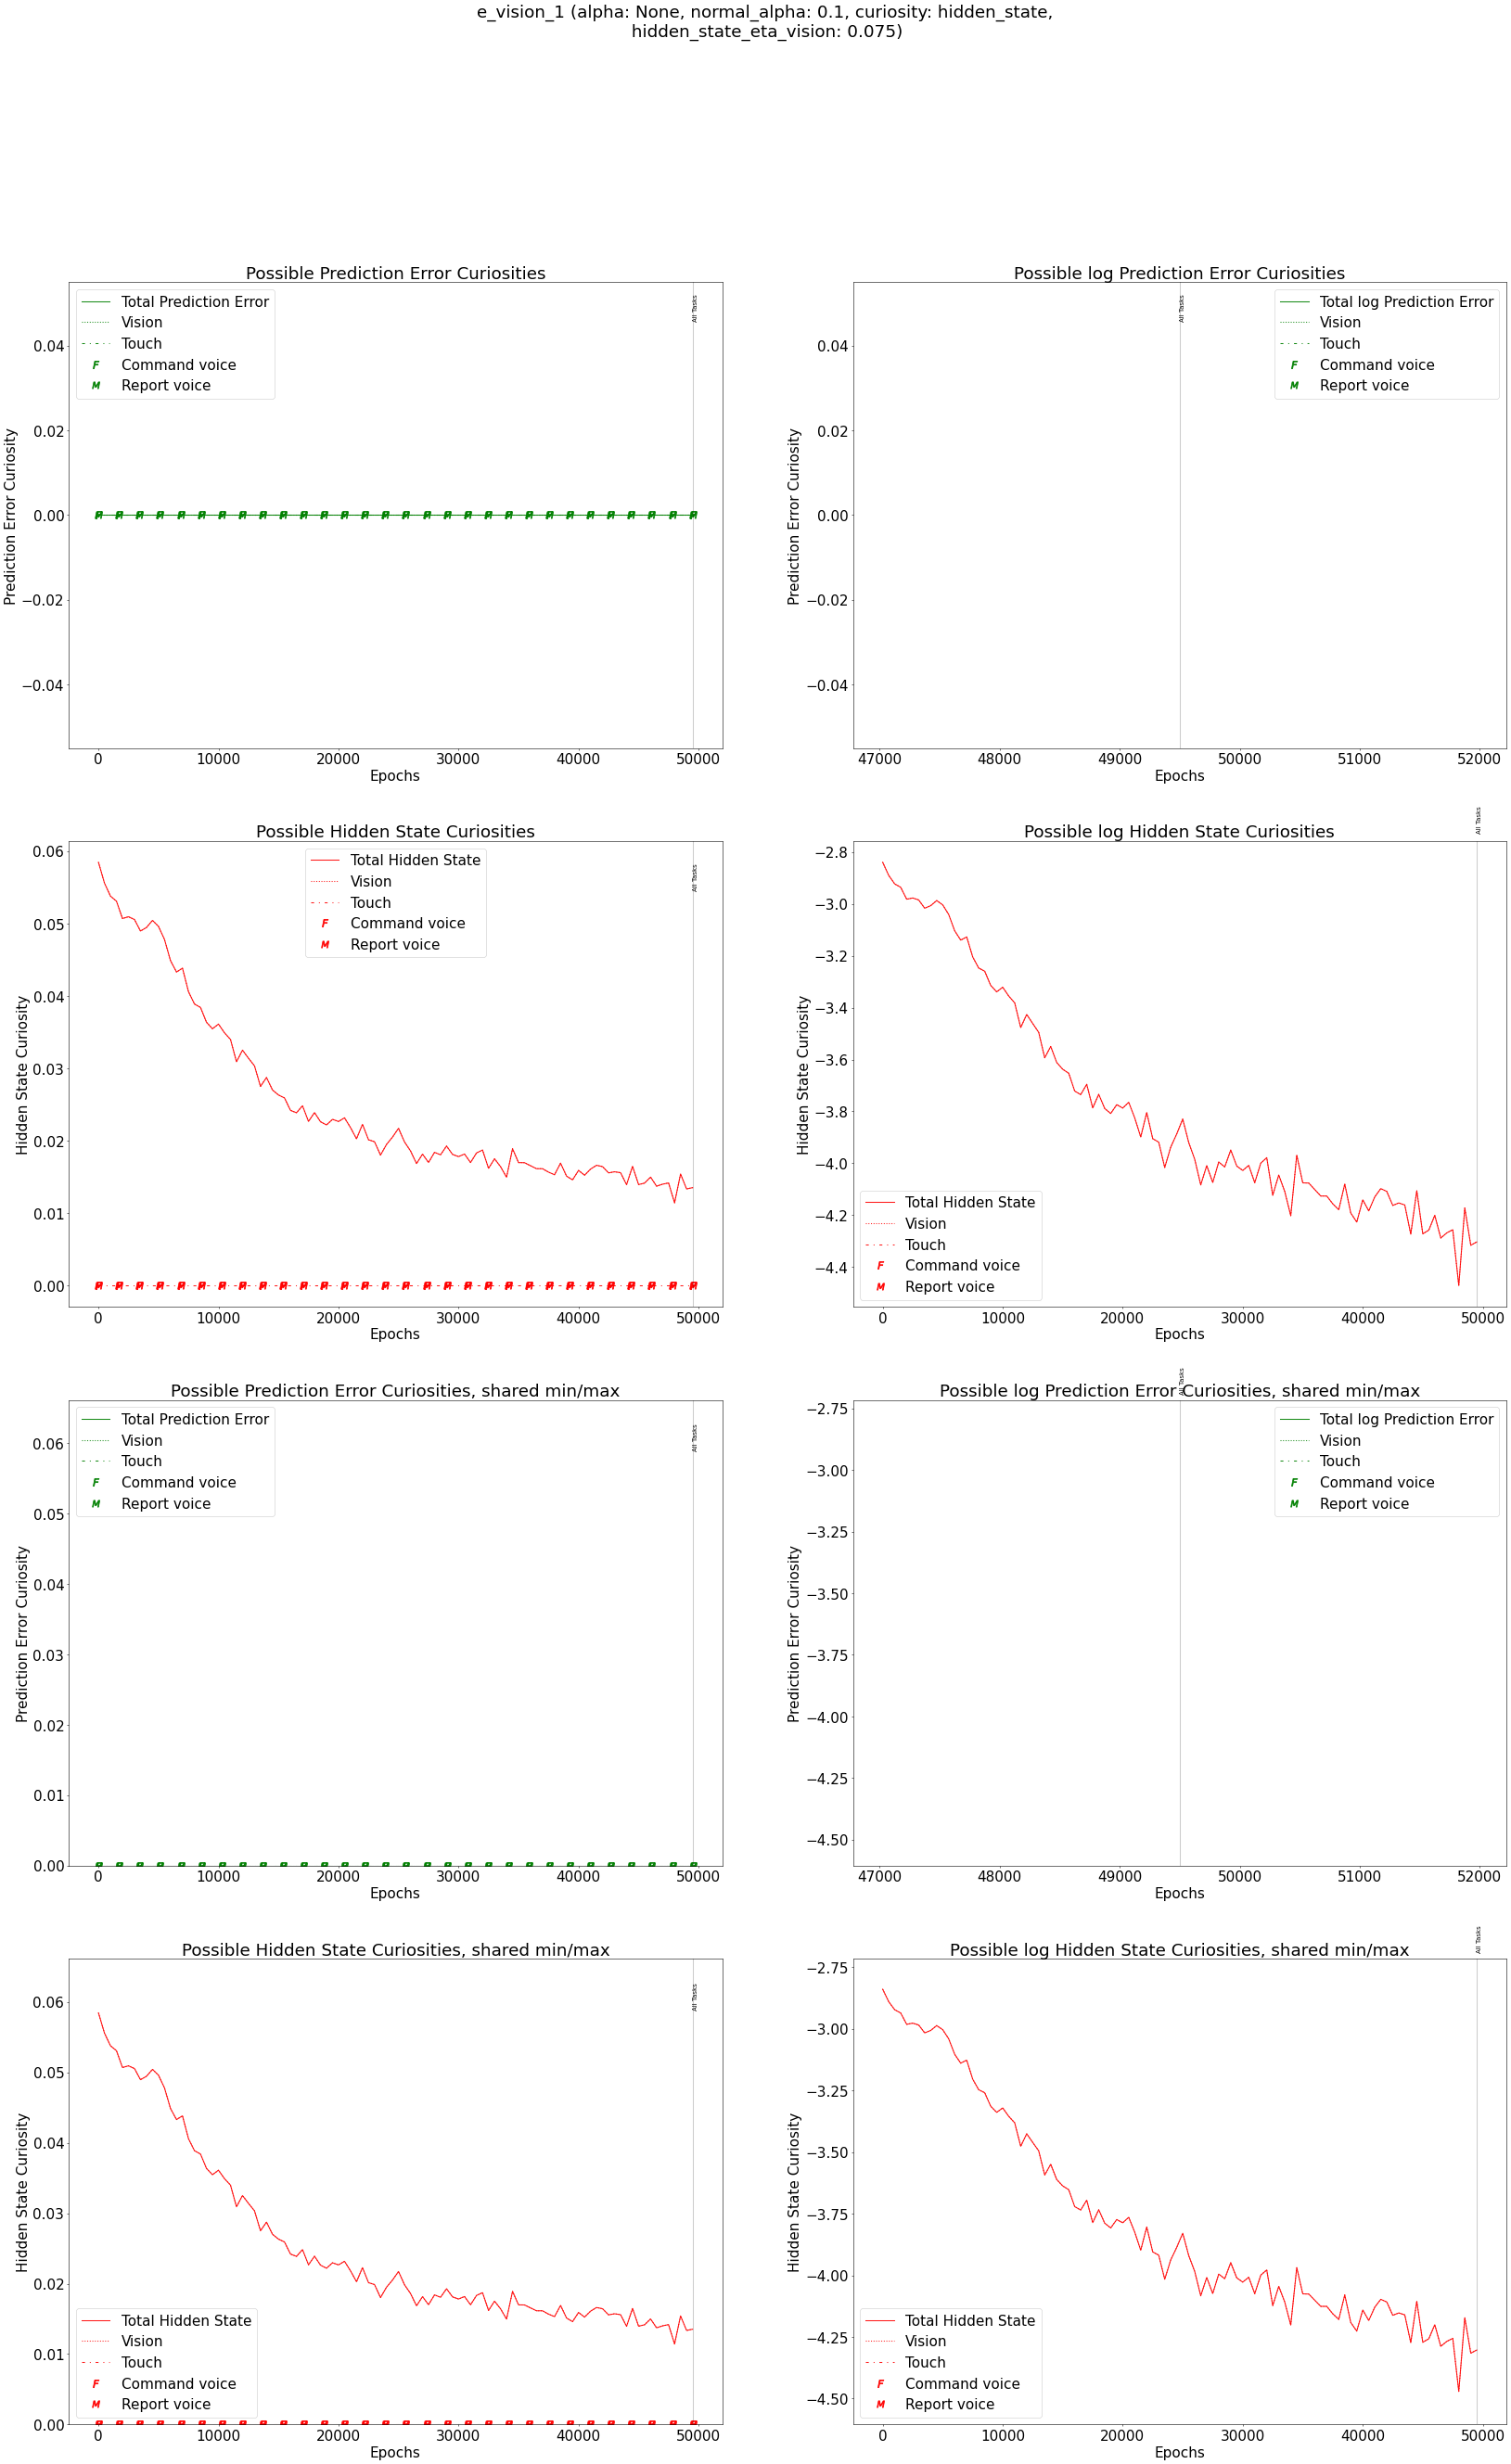 e_vision_1 (alpha: None, normal_alpha: 0.1, curiosity: hidden_state,
hidden_state_eta_vision: 0.075)
Possible Prediction Error Curiosities
Total Prediction Error
Vision
Touch
F Command voice
M Report voice
All Tasks
Prediction Error Curiosity
0.04
0.02
0.00
−0.02
−0.04
0 10000 20000 30000 40000 50000
Epochs
Possible log Prediction Error Curiosities
Total log Prediction Error
Vision
Touch
F Command voice
M Report voice
All Tasks
Prediction Error Curiosity
0.04
0.02
0.00
−0.02
−0.04
47000 48000 49000 50000 51000 52000
Epochs
Possible Hidden State Curiosities
Total Hidden State
Vision
Touch
F Command voice
M Report voice
All Tasks
Hidden State Curiosity
0.06
0.05
0.04
0.03
0.02
0.01
0.00
0 10000 20000 30000 40000 50000
Epochs
Possible log Hidden State Curiosities
All Tasks
Hidden State Curiosity
−2.8
−3.0
−3.2
−3.4
−3.6
−3.8
−4.0
−4.2
−4.4
Total Hidden State
Vision
Touch
F Command voice
M Report voice
0 10000 20000 30000 40000 50000
Epochs
Possible Prediction Error Curiosities, shared min/max
Total Prediction Error
Vision
Touch
F Command voice
M Report voice
All Tasks
Prediction Error Curiosity
0.06
0.05
0.04
0.03
0.02
0.01
0.00
0 10000 20000 30000 40000 50000
Epochs
Possible log Prediction Error Curiosities, shared min/max
All Tasks
Total log Prediction Error
Vision
Touch
F Command voice
M Report voice
Prediction Error Curiosity
−2.75
−3.00
−3.25
−3.50
−3.75
−4.00
−4.25
−4.50
47000 48000 49000 50000 51000 52000
Epochs
Possible Hidden State Curiosities, shared min/max
All Tasks
Hidden State Curiosity
0.06
0.05
0.04
0.03
0.02
0.01
0.00
Total Hidden State
Vision
Touch
F Command voice
M Report voice
0 10000 20000 30000 40000 50000
Epochs
Possible log Hidden State Curiosities, shared min/max
All Tasks
Hidden State Curiosity
−2.75
−3.00
−3.25
−3.50
−3.75
−4.00
−4.25
−4.50
Total Hidden State
Vision
Touch
F Command voice
M Report voice
0 10000 20000 30000 40000 50000
Epochs